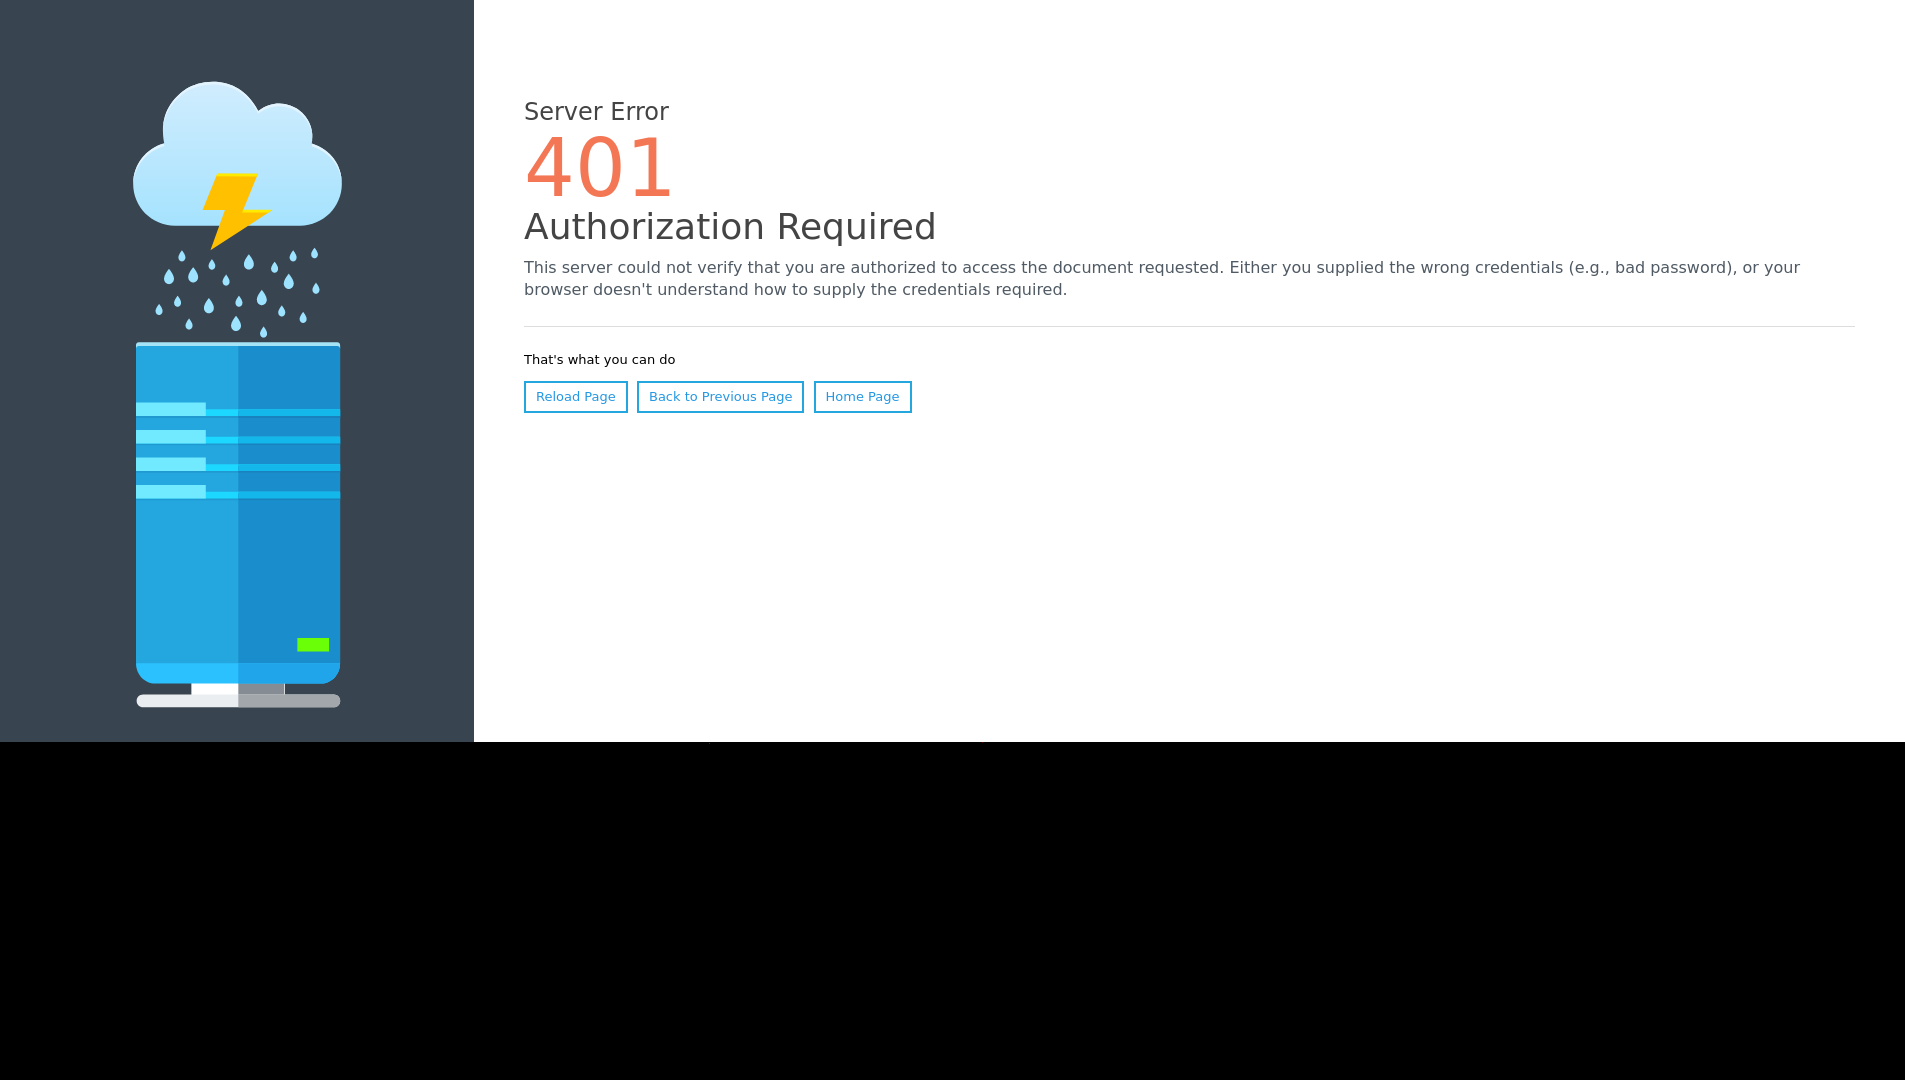 Server Error
401
Authorization Required
This server could not verify that you are authorized to access the document requested. Either you supplied the wrong credentials (e.g., bad password), or your
browser doesn't understand how to supply the credentials required.
That's what you can do
Reload Page Back to Previous Page Home Page